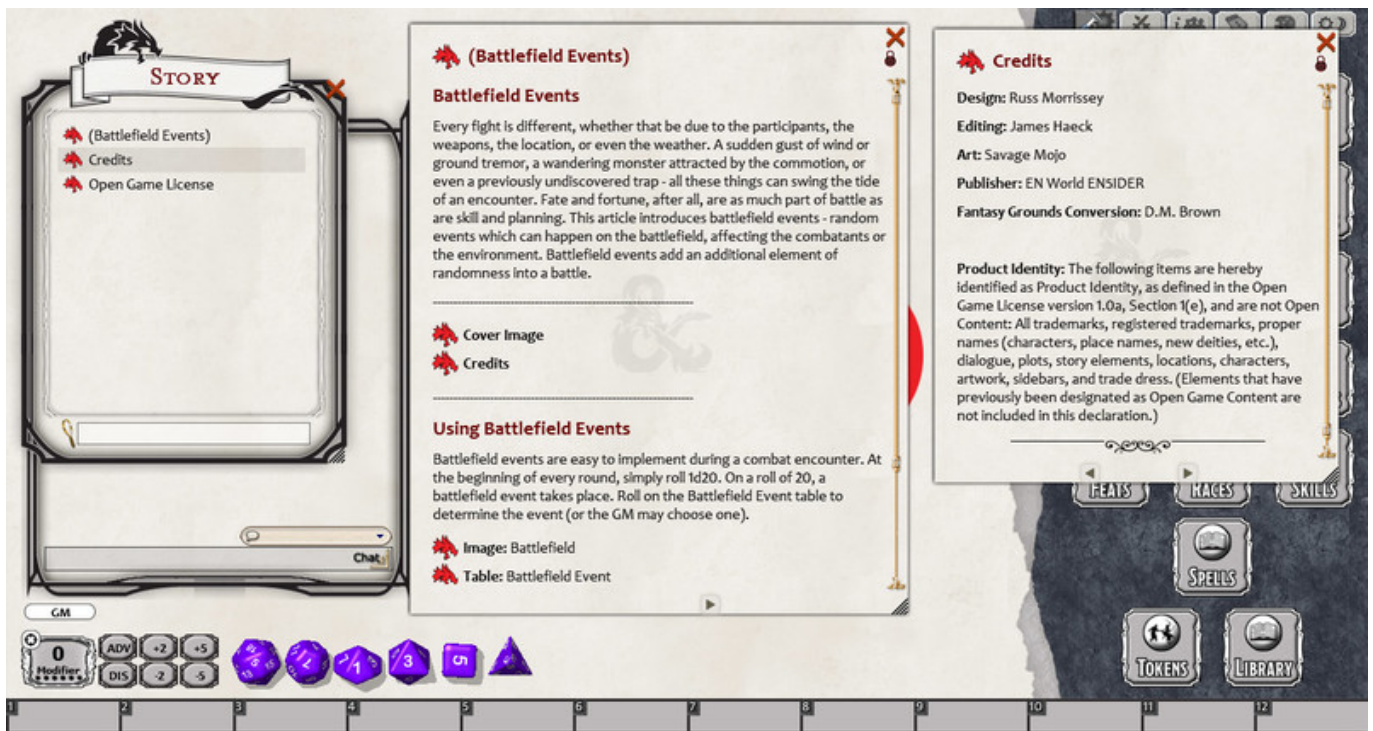 STORY
(Battlefield Events)
Credits
Open Game License
Chat
GM
0
Modifier
ADV
+2
+5
DIS
-2
-5
(Battlefield Events)
Battlefield Events
Every fight is different, whether that be due to the participants, the
weapons, the location, or even the weather. A sudden gust of wind or
ground tremor, a wandering monster attracted by the commotion, or
even a previously undiscovered trap - all these things can swing the tide
of an encounter. Fate and fortune, after all, are as much part of battle as
are skill and planning. This article introduces battlefield events - random
events which can happen on the battlefield, affecting the combatants or
the environment. Battlefield events add an additional element of
randomness into a battle.
Cover Image
Credits
Using Battlefield Events
Battlefield events are easy to implement during a combat encounter. At
the beginning of every round, simply roll 1d20. On a roll of 20, a
battlefield event takes place. Roll on the Battlefield Event table to
determine the event (or the GM may choose one).
Image: Battlefield
Table: Battlefield Event
Credits
Design: Russ Morrissey
Editing: James Haeck
Art: Savage Mojo
Publisher: EN World EN5IDER
Fantasy Grounds Conversion: D.M. Brown
Product Identity: The following items are hereby
identified as Product Identity, as defined in the Open
Game License version 1.0a, Section 1(e), and are not Open
Content: All trademarks, registered trademarks, proper
names (characters, place names, new deities, etc.),
dialogue, plots, story elements, locations, characters,
artwork, sidebars, and trade dress. (Elements that have
previously been designated as Open Game Content are
not included in this declaration.)
FEATS
RACES
SKILLS
SPELLS
TOKENS
LIBRARY
1 2 3 4 5 6 7 8 9 10 11 12